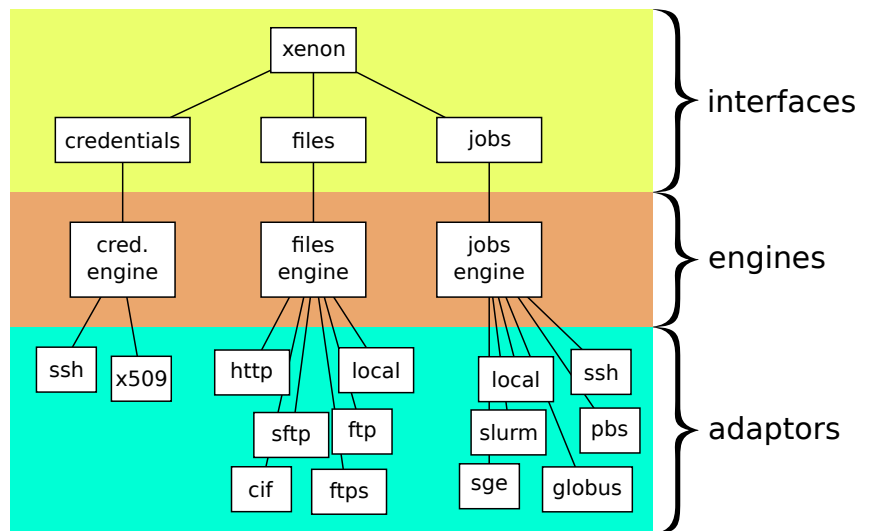 xenon
interfaces
credentials
files
jobs
cred.
engine
files
engine
jobs
engine
engines
ssh
x509
http
local
local
ssh
sftp
ftp
slurm
pbs
adaptors
cif
ftps
sge
globus